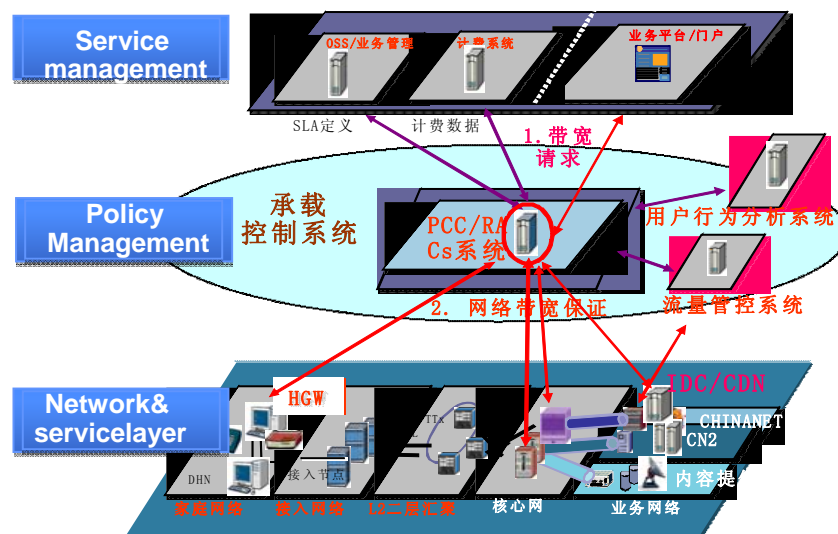 Service
management
OSS/业务管理
计费系统
业务平台/门户
SLA定义
计费数据
1.带宽
请求
Policy
Management
承载
控制系统
PCC/RA
Cs系统
用户行为分析系统
2. 网络带宽保证
流量管控系统
Network&
servicelayer
HGW
IDC/CDN
CHINANET
CN2
DHN
接入节点
内容提
家庭网络
接入网络
L2二层汇聚
核心网
业务网络